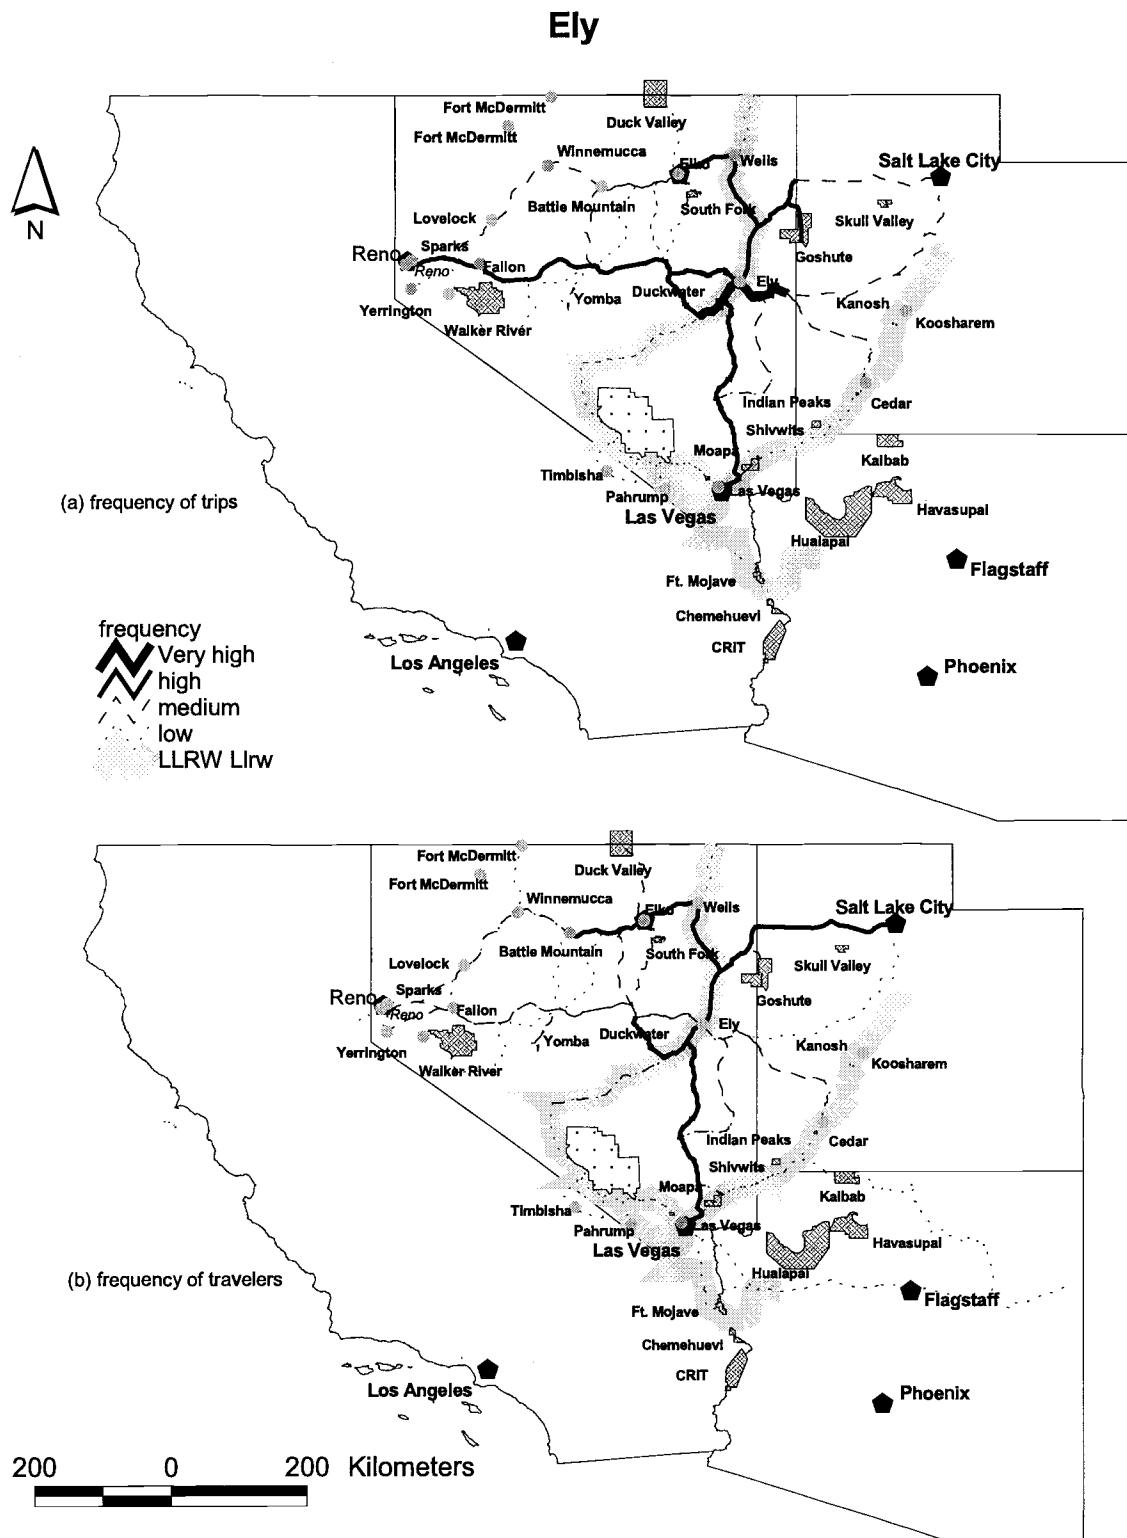 Ely
Fort McDermitt
Duck Valley
Fort McDermitt
Winnemucca
Elko
Wells
Salt Lake City
Battle Mountain
South Fork
Skull Valley
Lovelock
N
Sparks
Reno
Reno
Fallon
Goshute
Ely
Duckwater
Yomba
Kanosh
Yerrington
Walker River
Koosharem
Indian Peaks
Cedar
Shivwits
Moapa
Kaibab
Timbisha
Pahrump
Las Vegas
(a) frequency of trips
Las Vegas
Havasupai
Hualapai
Flagstaff
Ft. Mojave
Chemehuevi
frequency
Very high
high
medium
low
LLRW Llrw
CRIT
Los Angeles
Phoenix
Fort McDermitt
Duck Valley
Fort McDermitt
Winnemucca
Elko
Wells
Salt Lake City
Battle Mountain
South Fork
Skull Valley
Lovelock
Sparks
Reno
Reno
Fallon
Goshute
Ely
Duckwater
Yomba
Kanosh
Yerrington
Walker River
Koosharem
Indian Peaks
Cedar
Shivwits
Moapa
Kaibab
Timbisha
Pahrump
Las Vegas
Las Vegas
Havasupai
(b) frequency of travelers
Hualapai
Flagstaff
Ft. Mojave
Chemehuevi
CRIT
Los Angeles
Phoenix
200 0 200 Kilometers